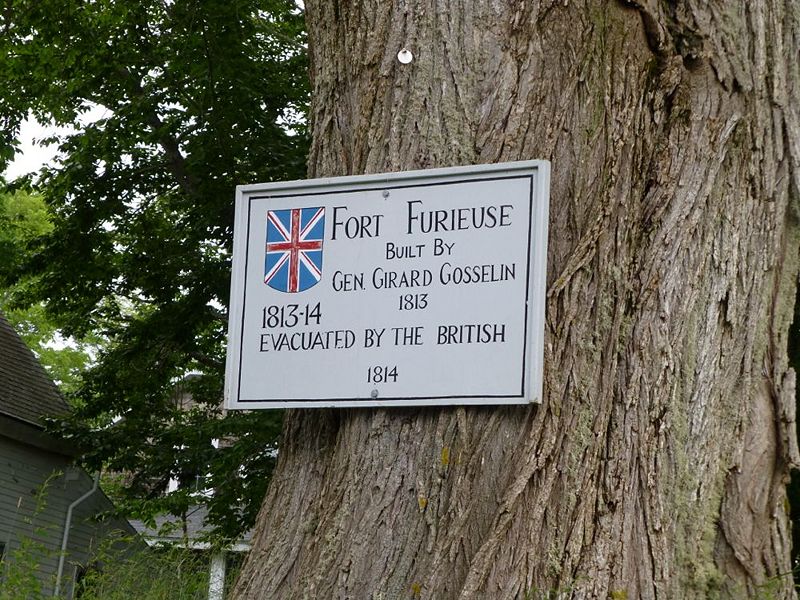 FORT FURIEUSE
BUILT BY
GEN. GIRARD GOSSELIN
1813
1813-14
EVACUATED BY THE BRITISH
1814